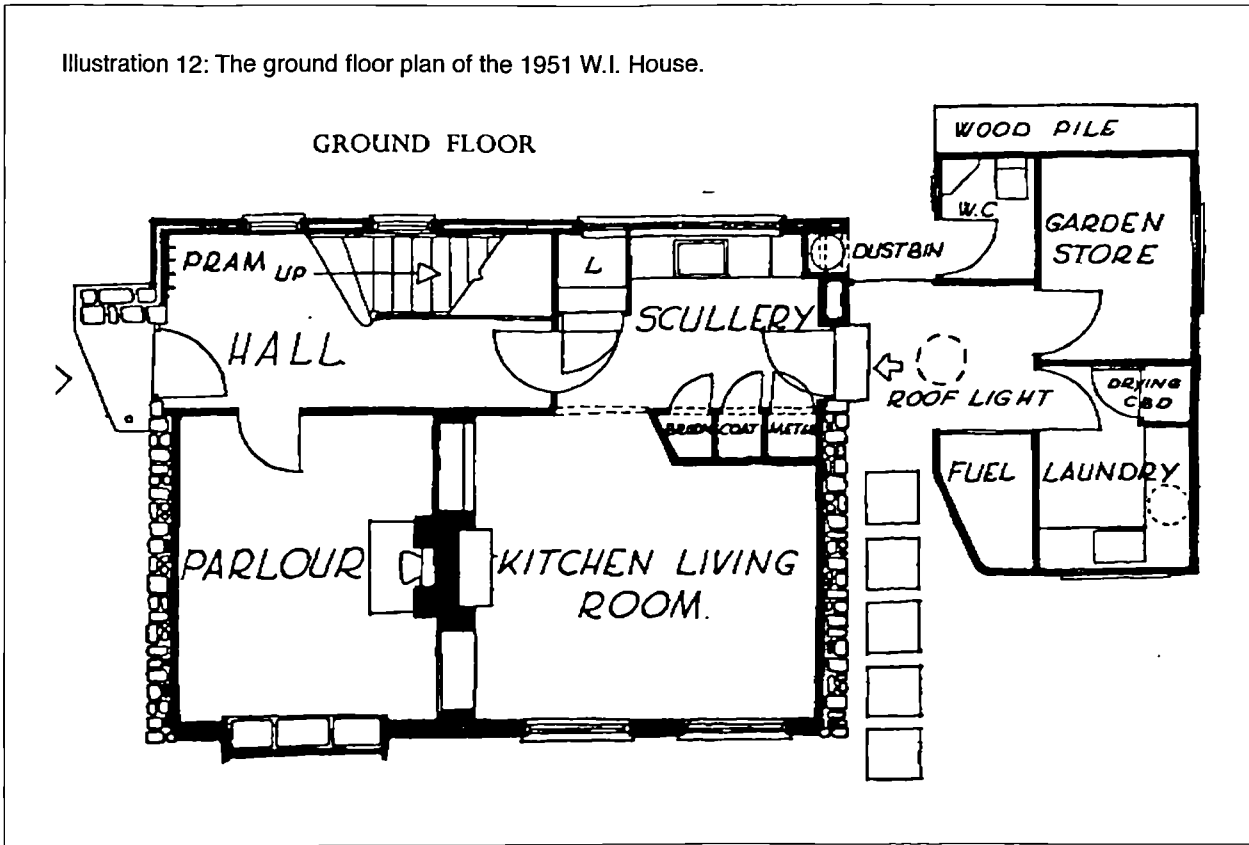 Illustration 12: The ground floor plan of the 1951 W.I. House.
GROUND FLOOR
WOOD PILE
W.C
GARDEN
STORE
PRAM
UP
L
DUSTBIN
HALL
SCULLERY
ROOF LIGHT
DRYING
CBD
BROOM
COAT
FUEL
LAUNDRY
PARLOUR
KITCHEN LIVING
ROOM.